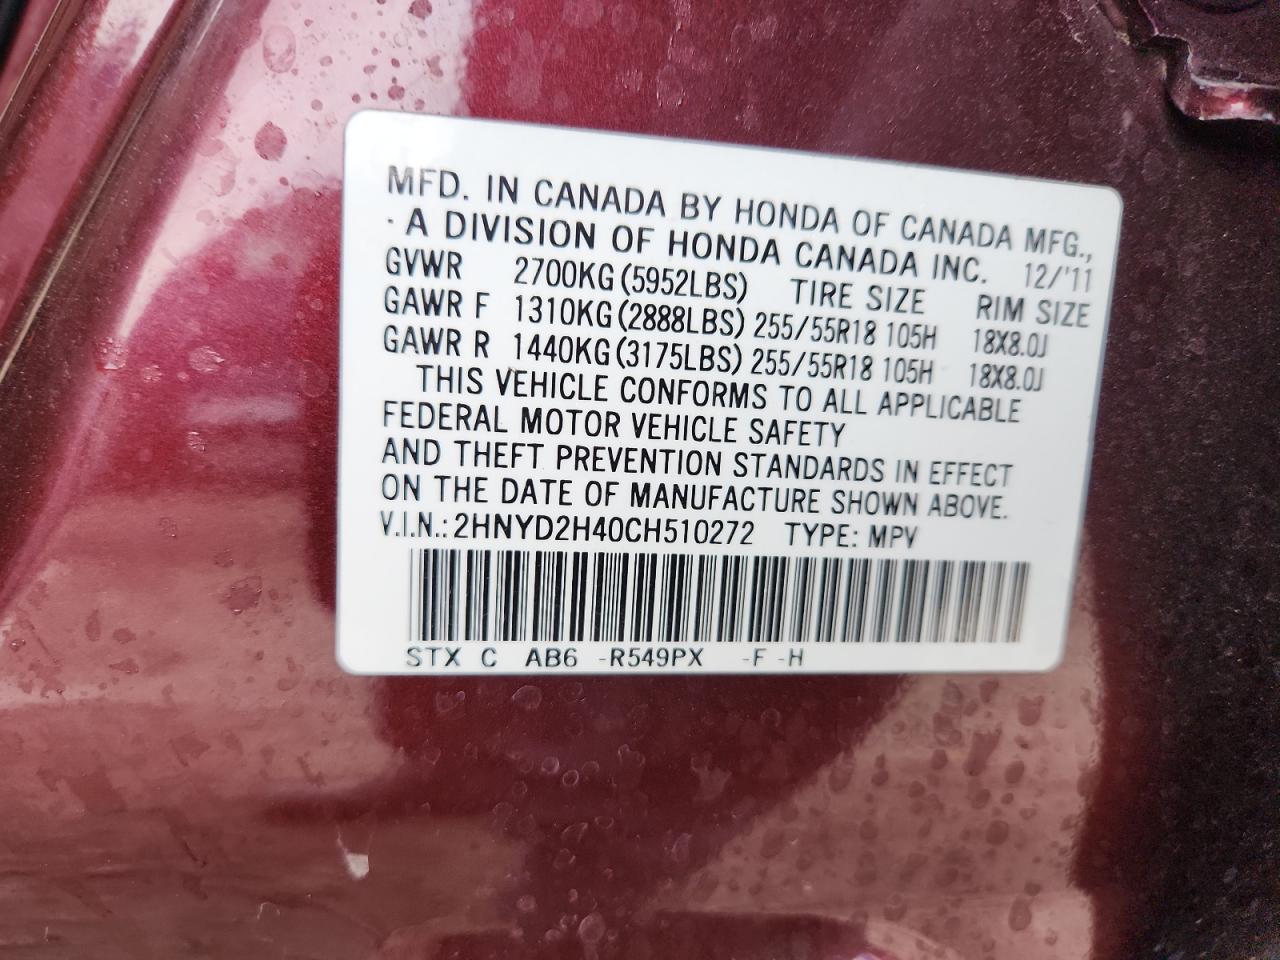 MFD. IN CANADA BY HONDA OF CANADA MFG.,
· A DIVISION OF HONDA CANADA INC. 12/'11
GVWR 2700KG (5952LBS) TIRE SIZE RIM SIZE
GAWR F 1310KG (2888LBS) 255/55R18 105H 18X8.0J
GAWR R 1440KG (3175LBS) 255/55R18 105H 18X8.0J
THIS VEHICLE CONFORMS TO ALL APPLICABLE
FEDERAL MOTOR VEHICLE SAFETY
AND THEFT PREVENTION STANDARDS IN EFFECT
ON THE DATE OF MANUFACTURE SHOWN ABOVE.
V.I.N.: 2HNYD2H40CH510272 TYPE: MPV
STX C AB6 -R549PX -F -H